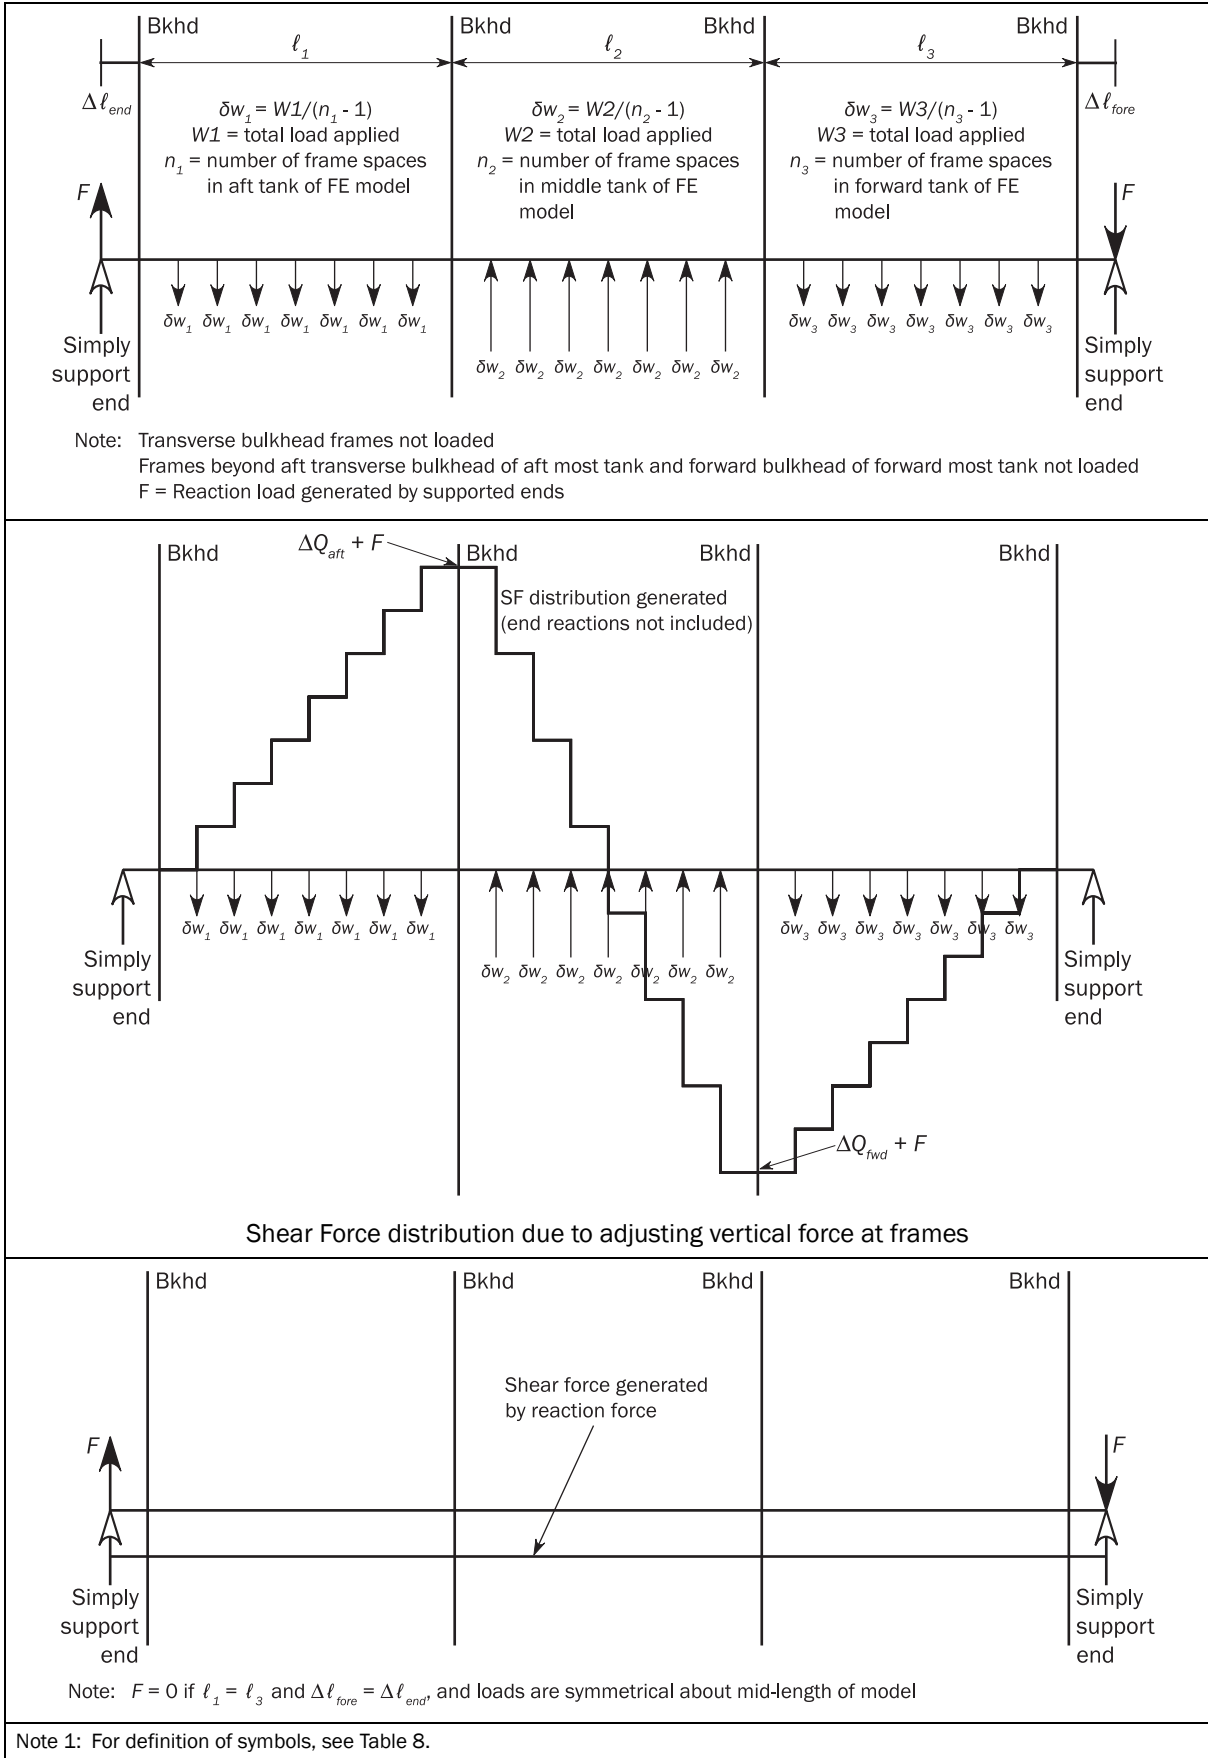 Bkhd Bkhd Bkhd Bkhd
ℓ1 ℓ2 ℓ3
Δℓend Δℓfore
δw1 = W1/(n1 - 1)
W1 = total load applied
n1 = number of frame spaces
in aft tank of FE model
δw2 = W2/(n2 - 1)
W2 = total load applied
n2 = number of frame spaces
in middle tank of FE
model
δw3 = W3/(n3 - 1)
W3 = total load applied
n3 = number of frame spaces
in forward tank of FE
model
F F
δw1 δw1 δw1 δw1 δw1 δw1 δw1
δw2 δw2 δw2 δw2 δw2 δw2 δw2
δw3 δw3 δw3 δw3 δw3 δw3 δw3
Simply
support
end
Simply
support
end
Note: Transverse bulkhead frames not loaded
Frames beyond aft transverse bulkhead of aft most tank and forward bulkhead of forward most tank not loaded
F = Reaction load generated by supported ends
Bkhd ΔQaft + F Bkhd Bkhd Bkhd
SF distribution generated
(end reactions not included)
δw1 δw1 δw1 δw1 δw1 δw1 δw1
δw2 δw2 δw2 δw2 δw2 δw2 δw2
δw3 δw3 δw3 δw3 δw3 δw3 δw3
Simply
support
end
Simply
support
end
ΔQfwd + F
Shear Force distribution due to adjusting vertical force at frames
Bkhd Bkhd Bkhd Bkhd
Shear force generated
by reaction force
F F
Simply
support
end
Simply
support
end
Note: F = 0 if ℓ1 = ℓ3 and Δℓfore = Δℓend, and loads are symmetrical about mid-length of model
Note 1: For definition of symbols, see Table 8.